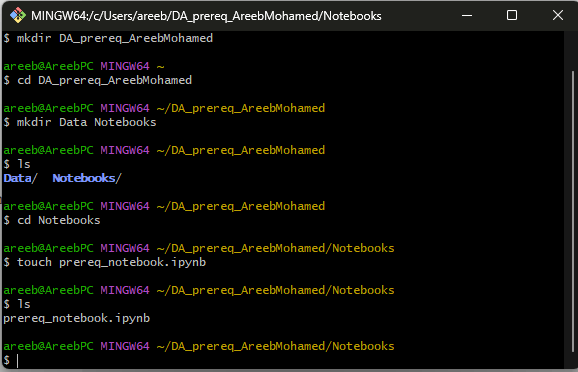 MINGW64:/c/Users/areeb/DA_prereq_AreebMohamed/Notebooks
$ mkdir DA_prereq_AreebMohamed
areeb@AreebPC MINGW64 ~
$ cd DA_prereq_AreebMohamed
areeb@AreebPC MINGW64 ~/DA_prereq_AreebMohamed
$ mkdir Data Notebooks
areeb@AreebPC MINGW64 ~/DA_prereq_AreebMohamed
$ ls
Data/  Notebooks/
areeb@AreebPC MINGW64 ~/DA_prereq_AreebMohamed
$ cd Notebooks
areeb@AreebPC MINGW64 ~/DA_prereq_AreebMohamed/Notebooks
$ touch prereq_notebook.ipynb
areeb@AreebPC MINGW64 ~/DA_prereq_AreebMohamed/Notebooks
$ ls
prereq_notebook.ipynb
areeb@AreebPC MINGW64 ~/DA_prereq_AreebMohamed/Notebooks
$